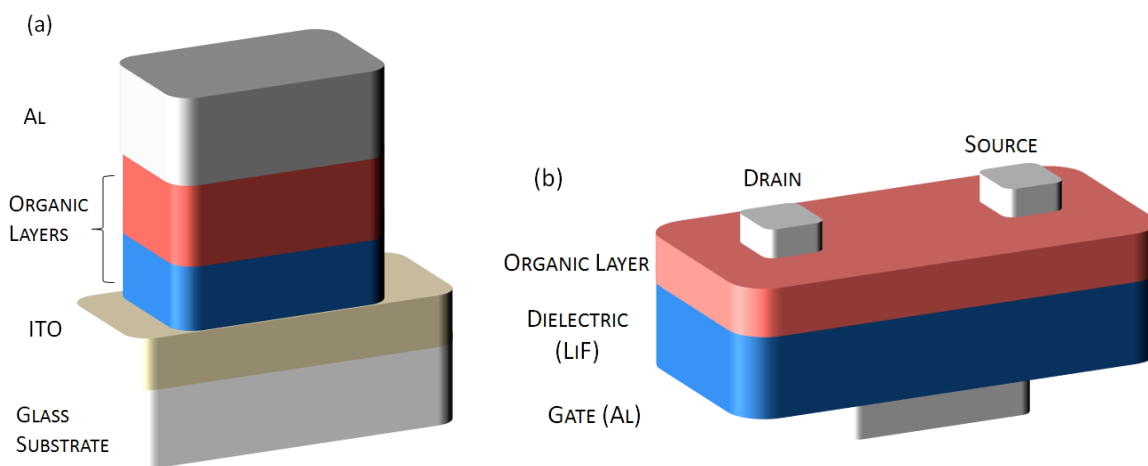 (a)
AL
ORGANIC
LAYERS
ITO
GLASS
SUBSTRATE
(b)
SOURCE
DRAIN
ORGANIC LAYER
DIELECTRIC
(LIF)
GATE (AL)